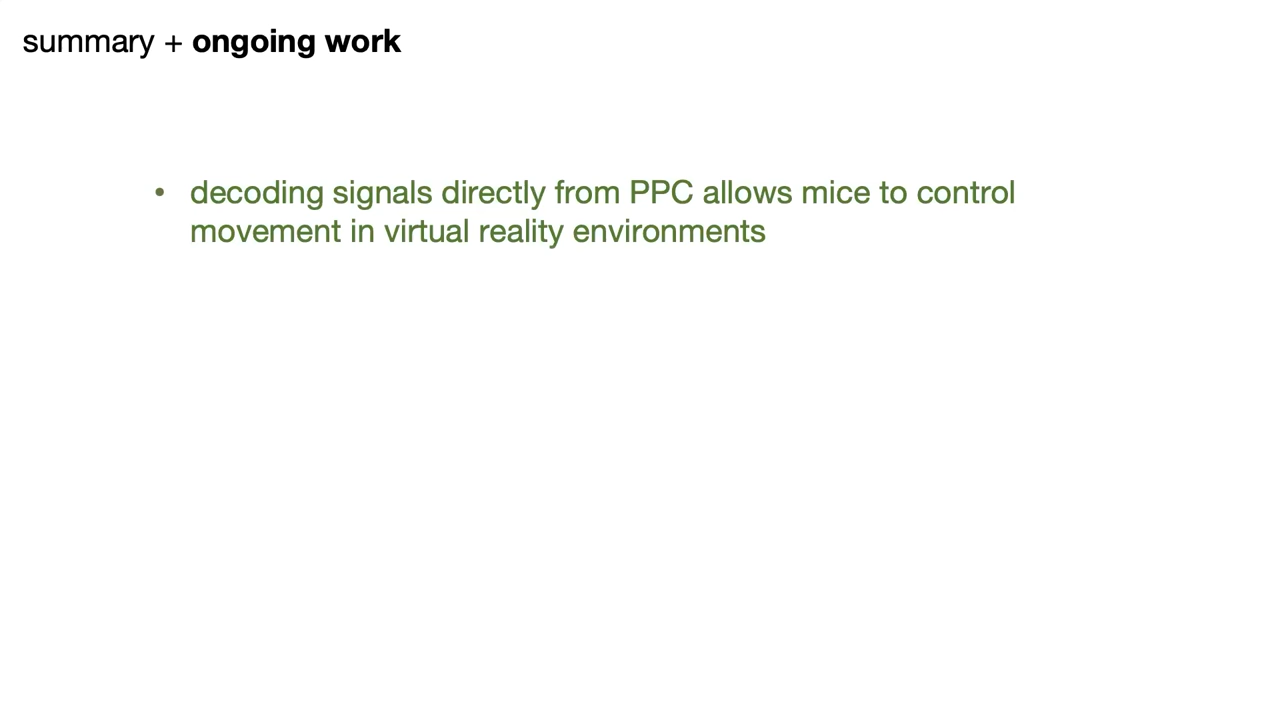 summary + ongoing work
• decoding signals directly from PPC allows mice to control
movement in virtual reality environments